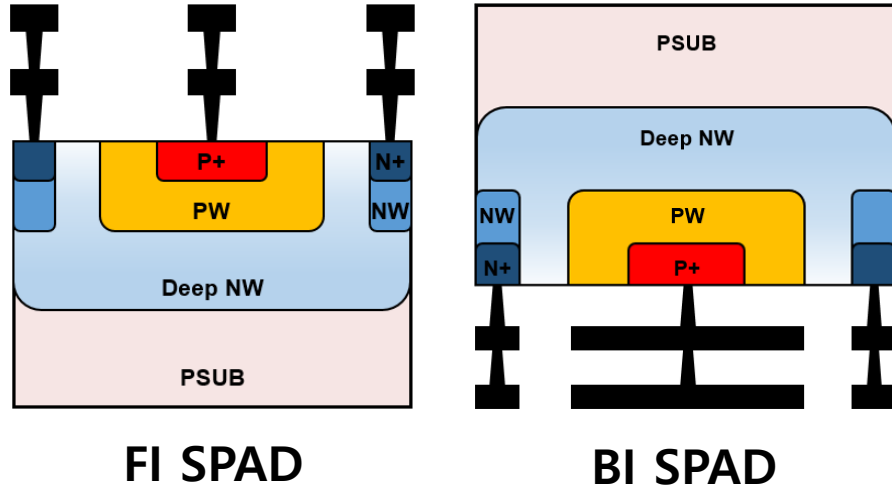 P+
N+
PW
NW
Deep NW
PSUB
FI SPAD
PSUB
Deep NW
NW
PW
N+
P+
BI SPAD